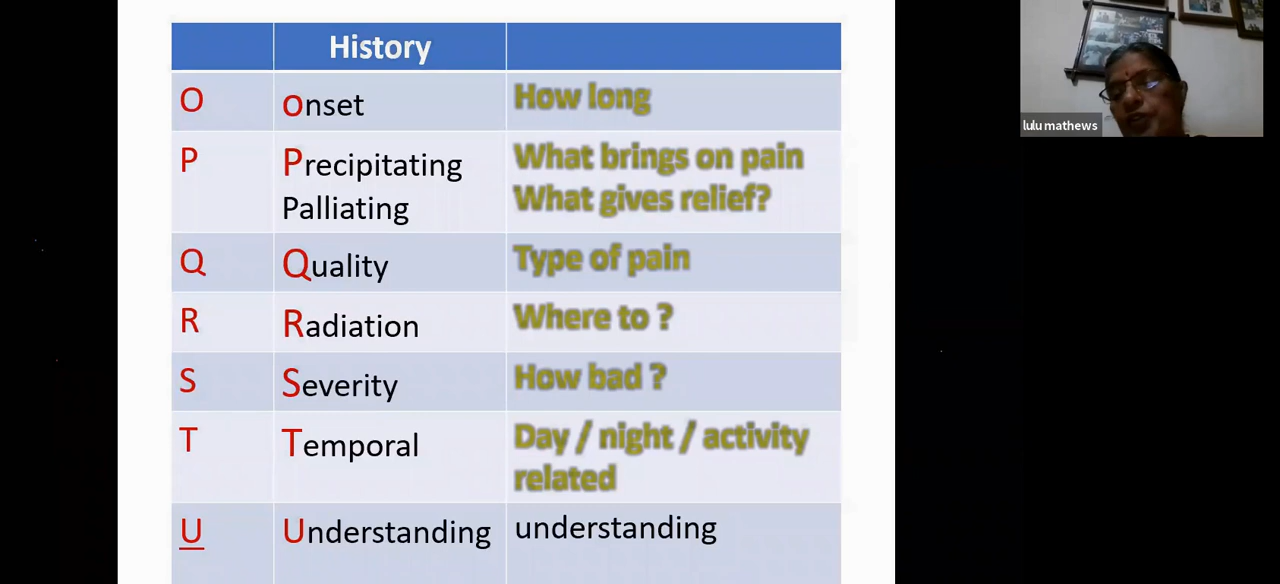 History
O Onset How long
P Precipitating What brings on pain
Palliating What gives relief?
Q Quality Type of pain
R Radiation Where to ?
S Severity How bad ?
T Temporal Day / night / activity
related
U Understanding understanding
lulu mathews